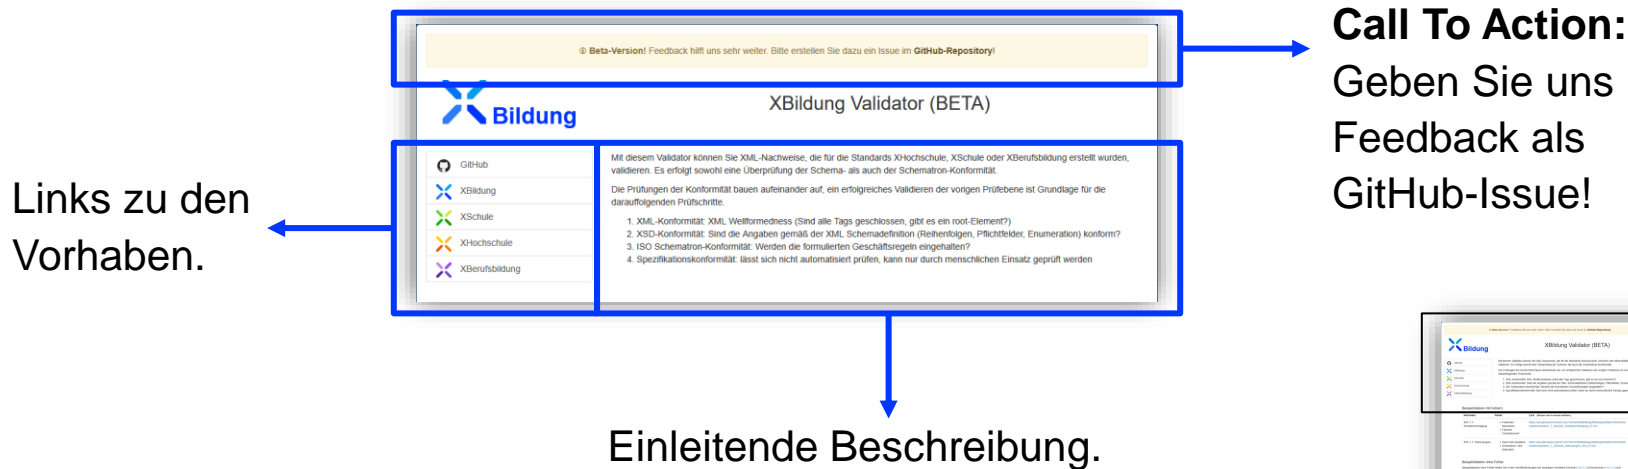 Call To Action:
Geben Sie uns
Feedback als
GitHub-Issue!
Beta-Version! Feedback hilft uns sehr weiter. Bitte erstellen Sie dazu ein Issue im GitHub-Repository!
Bildung
XBildung Validator (BETA)
GitHub
XBildung
XSchule
XHochschule
XBerufsbildung
Mit diesem Validator können Sie XML-Nachweise, die für die Standards XHochschule, XSchule oder XBerufsbildung erstellt wurden,
validieren. Es erfolgt sowohl eine Überprüfung der Schema- als auch der Schematron-Konformität.
Die Prüfungen der Konformität bauen aufeinander auf, ein erfolgreiches Validieren der vorigen Prüfebene ist Grundlage für die
darauffolgenden Prüfschritte.
1. XML-Konformität: XML Wellformedness (Sind alle Tags geschlossen, gibt es ein root-Element?)
2. XSD-Konformität: Sind die Angaben gemäß der XML Schemadefinition (Reihenfolgen, Pflichtfelder, Enumeration) konform?
3. ISO Schematron-Konformität: Werden die formulierten Geschäftsregeln eingehalten?
4. Spezifikationskonformität: lässt sich nicht automatisiert prüfen, kann nur durch menschlichen Einsatz geprüft werden
Links zu den
Vorhaben.
Einleitende Beschreibung.
Bildung
XBildung Validator (BETA)